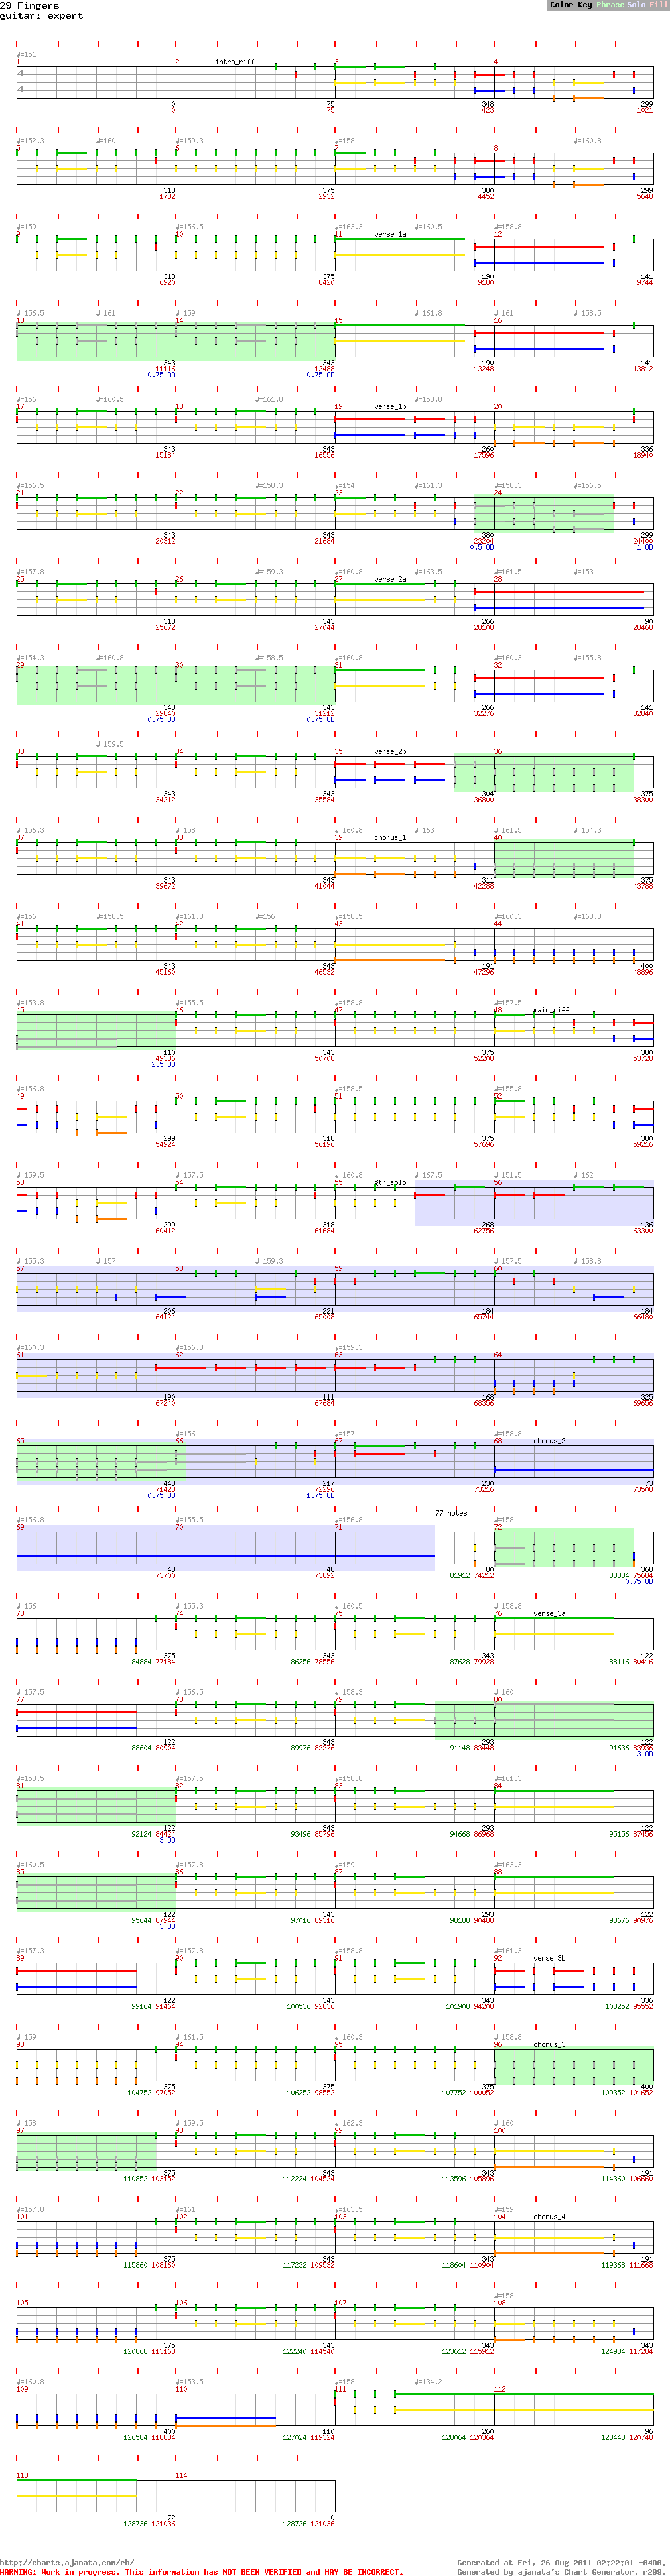 29 Fingers
guitar: expert
Color Key Phrase Solo Fill
♩=151
1 2 intro_riff 3 4
4
4
0 75 348 299
0 75 423 1021
♩=152.3 ♩=160 ♩=159.3 ♩=158 ♩=160.8
5 6 7 8
318 375 380 299
1782 2932 4452 5648
♩=159 ♩=156.5 ♩=163.3 ♩=160.5 ♩=158.8
9 10 11 verse_1a 12
318 375 190 141
6920 8420 9180 9744
♩=156.5 ♩=161 ♩=159 ♩=161.8 ♩=161 ♩=158.5
13 14 15 16
343 343 190 141
11116 12488 13248 13812
0.75 OD 0.75 OD
♩=156 ♩=160.5 ♩=161.8 ♩=158.8
17 18 19 verse_1b 20
343 343 260 336
15184 16556 17596 18940
♩=156.5 ♩=158.3 ♩=154 ♩=161.3 ♩=158.3 ♩=156.5
21 22 23 24
343 343 380 299
20312 21684 23204 24400
0.5 OD 1 OD
♩=157.8 ♩=159.3 ♩=160.8 ♩=163.5 ♩=161.5 ♩=153
25 26 27 verse_2a 28
318 343 266 90
25672 27044 28108 28468
♩=154.3 ♩=160.8 ♩=158.5 ♩=160.8 ♩=160.3 ♩=155.8
29 30 31 32
343 343 266 141
29840 31212 32276 32840
0.75 OD 0.75 OD
♩=159.5
33 34 35 verse_2b 36
343 343 304 375
34212 35584 36800 38300
♩=156.3 ♩=158 ♩=160.8 ♩=163 ♩=161.5 ♩=154.3
37 38 39 chorus_1 40
343 343 311 375
39672 41044 42288 43788
♩=156 ♩=158.5 ♩=161.3 ♩=156 ♩=158.5 ♩=160.3 ♩=163.3
41 42 43 44
343 343 191 400
45160 46532 47296 48896
♩=153.8 ♩=155.5 ♩=158.8 ♩=157.5
45 46 47 48 main_riff
110 343 375 380
49336 50708 52208 53728
2.5 OD
♩=156.8 ♩=158.5 ♩=155.8
49 50 51 52
299 318 375 380
54924 56196 57696 59216
♩=159.5 ♩=157.5 ♩=160.8 ♩=167.5 ♩=151.5 ♩=162
53 54 55 gtr_solo 56
299 318 268 136
60412 61684 62756 63300
♩=155.3 ♩=157 ♩=159.3 ♩=157.5 ♩=158.8
57 58 59 60
206 221 184 184
64124 65008 65744 66480
♩=160.3 ♩=156.3 ♩=159.3
61 62 63 64
190 111 168 325
67240 67684 68356 69656
♩=156 ♩=157 ♩=158.8
65 66 67 68 chorus_2
443 217 230 73
71428 72296 73216 73508
0.75 OD 1.75 OD
77 notes
♩=156.8 ♩=155.5 ♩=156.8 ♩=158
69 70 71 72
48 48 80 368
73700 73892 81912 74212 83384 75684
0.75 OD
♩=156 ♩=155.3 ♩=160.5 ♩=158.8
73 74 75 76 verse_3a
375 343 343 122
84884 77184 86256 78556 87628 79928 88116 80416
♩=157.5 ♩=156.5 ♩=158.3 ♩=160
77 78 79 80
122 343 293 122
88604 80904 89976 82276 91148 83448 91636 83936
3 OD
♩=158.5 ♩=157.5 ♩=158.8 ♩=161.3
81 82 83 84
122 343 293 122
92124 84424 93496 85796 94668 86968 95156 87456
3 OD
♩=160.5 ♩=157.8 ♩=159 ♩=163.3
85 86 87 88
122 343 293 122
95644 87944 97016 89316 98188 90488 98676 90976
3 OD
♩=157.3 ♩=157.8 ♩=158.8 ♩=161.3
89 90 91 92 verse_3b
122 343 343 336
99164 91464 100536 92836 101908 94208 103252 95552
♩=159 ♩=161.5 ♩=160.3 ♩=158.8
93 94 95 96 chorus_3
375 375 375 400
104752 97052 106252 98552 107752 100052 109352 101652
♩=158 ♩=159.5 ♩=162.3 ♩=160
97 98 99 100
375 343 343 191
110852 103152 112224 104524 113596 105896 114360 106660
♩=157.8 ♩=161 ♩=163.5 ♩=159
101 102 103 104 chorus_4
375 343 343 191
115860 108160 117232 109532 118604 110904 119368 111668
♩=158
105 106 107 108
375 343 343 343
120868 113168 122240 114540 123612 115912 124984 117284
♩=160.8 ♩=153.5 ♩=158 ♩=134.2
109 110 111 112
400 110 260 96
126584 118884 127024 119324 128064 120364 128448 120748
113 114
72 0
128736 121036 128736 121036
http://charts.ajanata.com/rb/
Generated at Fri, 26 Aug 2011 02:22:01 -0400.
WARNING: Work in progress. This information has NOT BEEN VERIFIED and MAY BE INCORRECT.
Generated by ajanata's Chart Generator, r299.